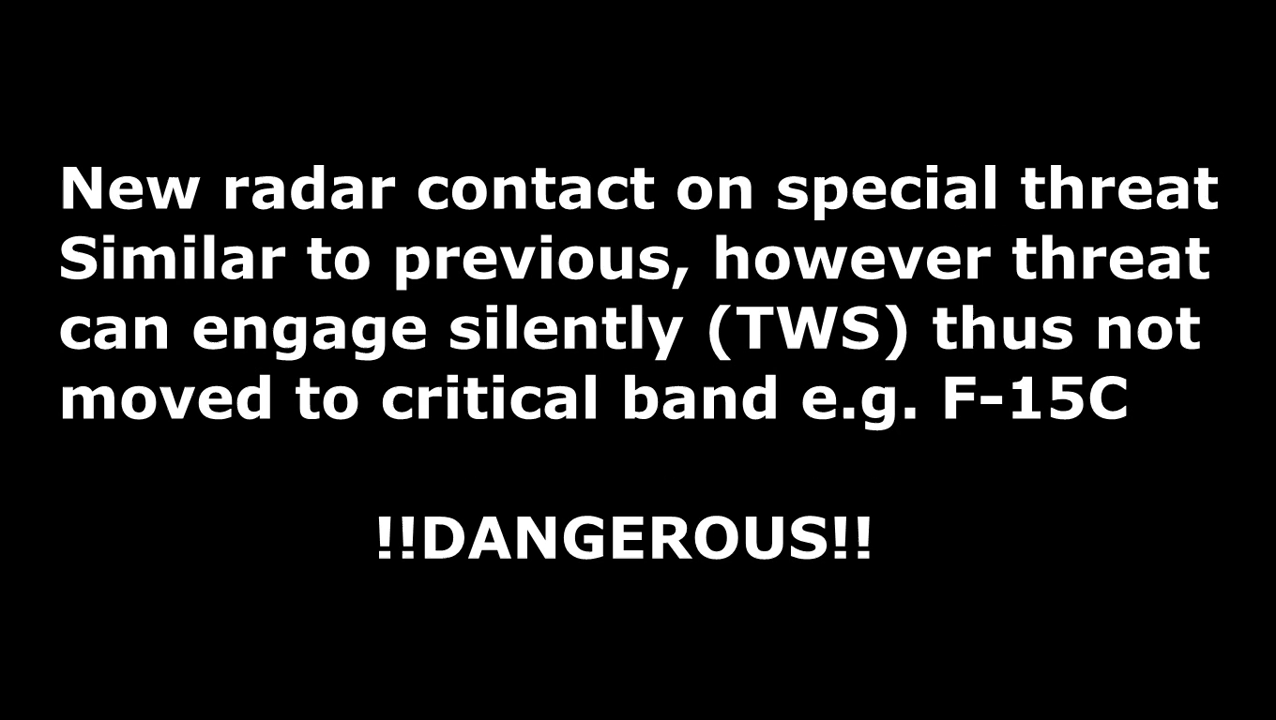 New radar contact on special threat
Similar to previous, however threat
can engage silently (TWS) thus not
moved to critical band e.g. F-15C
!!DANGEROUS!!